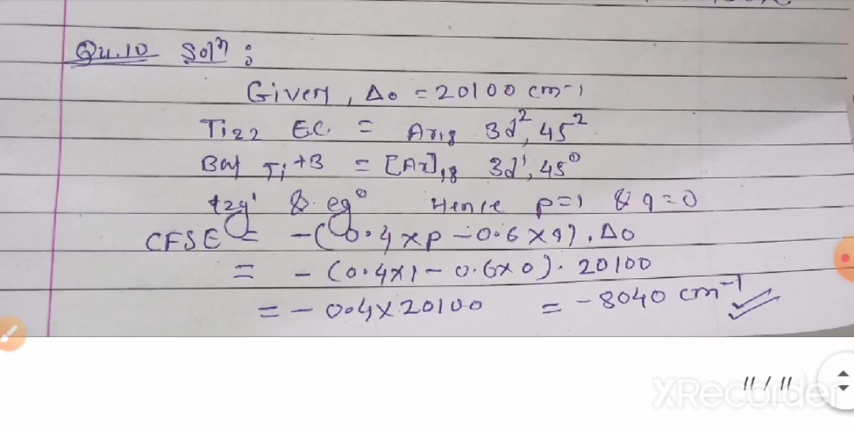 Qu.10 Solⁿ :
Given, Δo = 20100 cm⁻¹
Ti22 E.C. = Ar18 3d², 4s²
But Ti+3 = [Ar]18 3d¹, 4s⁰
t2g¹ & eg⁰ Hence p=1 & q=0
CFSE = -(0.4×p - 0.6×q). Δo
= -(0.4×1 - 0.6×0). 20100
= - 0.4×20100 = -8040 cm⁻¹
11 / 11
XRecorder